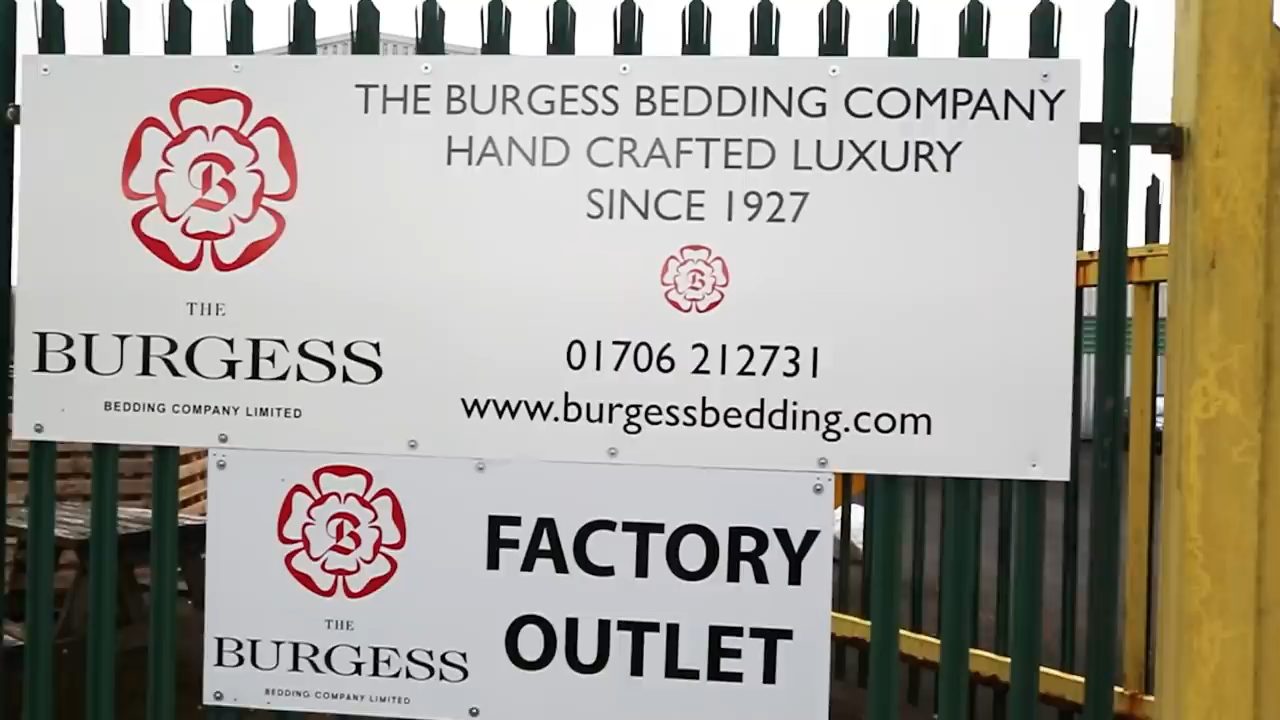 THE BURGESS BEDDING COMPANY
HAND CRAFTED LUXURY
SINCE 1927
B
01706 212731
www.burgessbedding.com
B
THE
BURGESS
BEDDING COMPANY LIMITED
B
THE
BURGESS
BEDDING COMPANY LIMITED
FACTORY
OUTLET